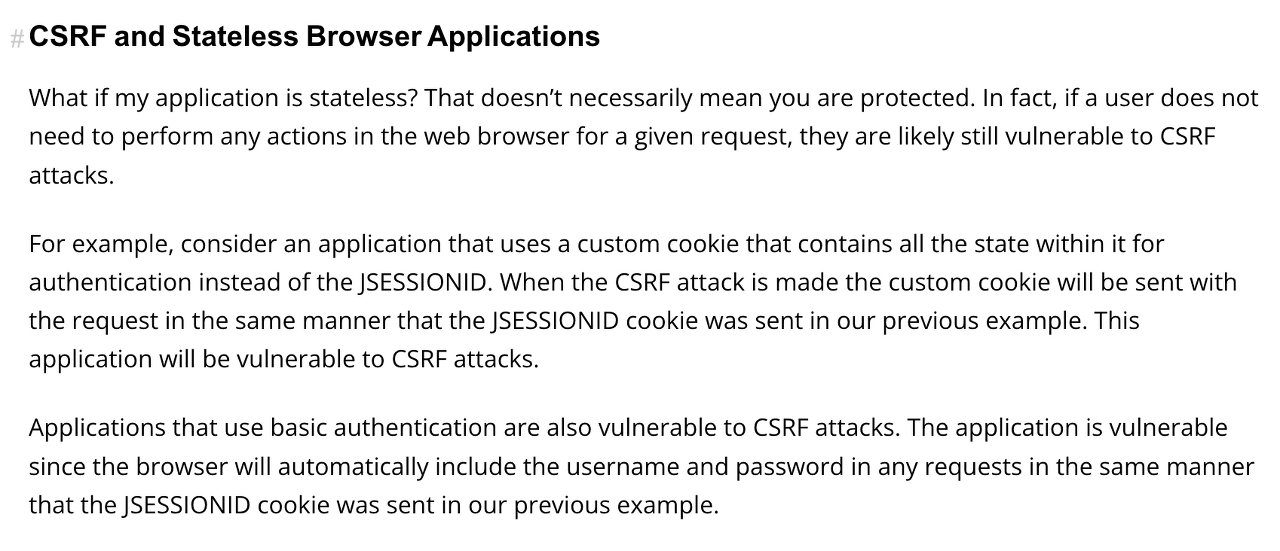 # CSRF and Stateless Browser Applications
What if my application is stateless? That doesn’t necessarily mean you are protected. In fact, if a user does not
need to perform any actions in the web browser for a given request, they are likely still vulnerable to CSRF
attacks.
For example, consider an application that uses a custom cookie that contains all the state within it for
authentication instead of the JSESSIONID. When the CSRF attack is made the custom cookie will be sent with
the request in the same manner that the JSESSIONID cookie was sent in our previous example. This
application will be vulnerable to CSRF attacks.
Applications that use basic authentication are also vulnerable to CSRF attacks. The application is vulnerable
since the browser will automatically include the username and password in any requests in the same manner
that the JSESSIONID cookie was sent in our previous example.